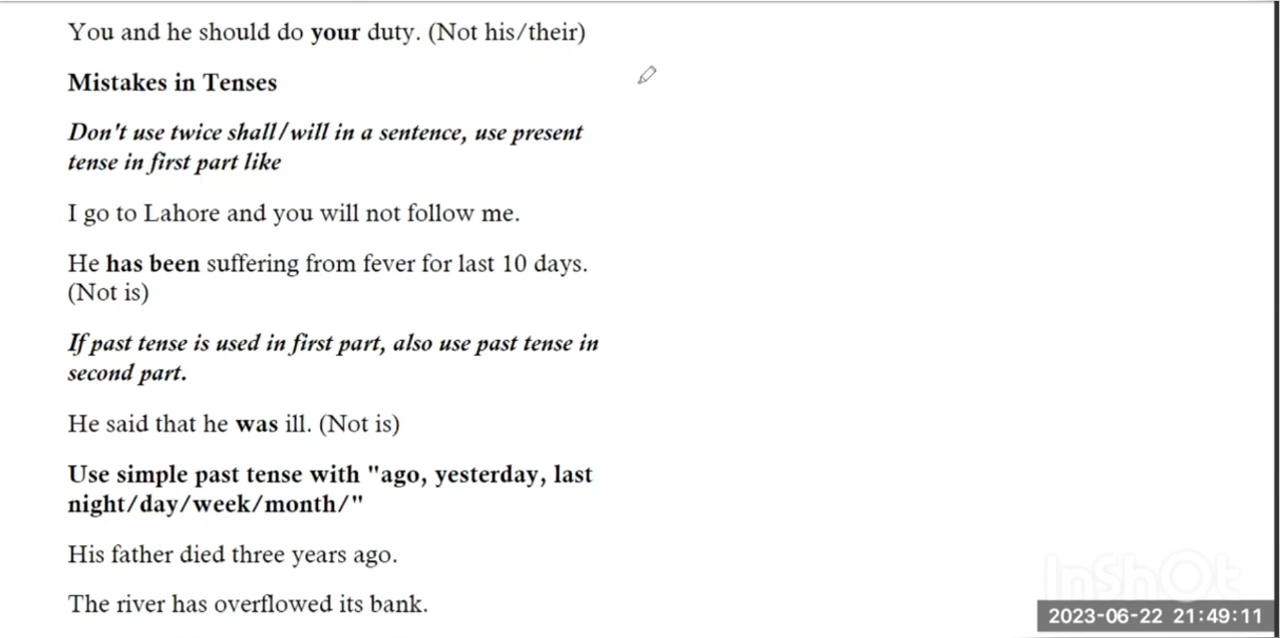 You and he should do your duty. (Not his/their)
Mistakes in Tenses
Don't use twice shall/will in a sentence, use present
tense in first part like
I go to Lahore and you will not follow me.
He has been suffering from fever for last 10 days.
(Not is)
If past tense is used in first part, also use past tense in
second part.
He said that he was ill. (Not is)
Use simple past tense with "ago, yesterday, last
night/day/week/month/"
His father died three years ago.
The river has overflowed its bank.
InShOt
2023-06-22 21:49:11